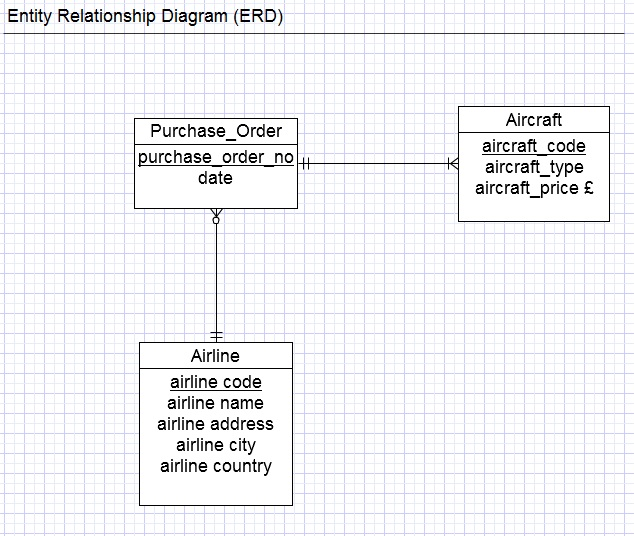 Entity Relationship Diagram (ERD)
Purchase_Order
purchase_order_no
date
Aircraft
aircraft_code
aircraft_type
aircraft_price £
Airline
airline code
airline name
airline address
airline city
airline country